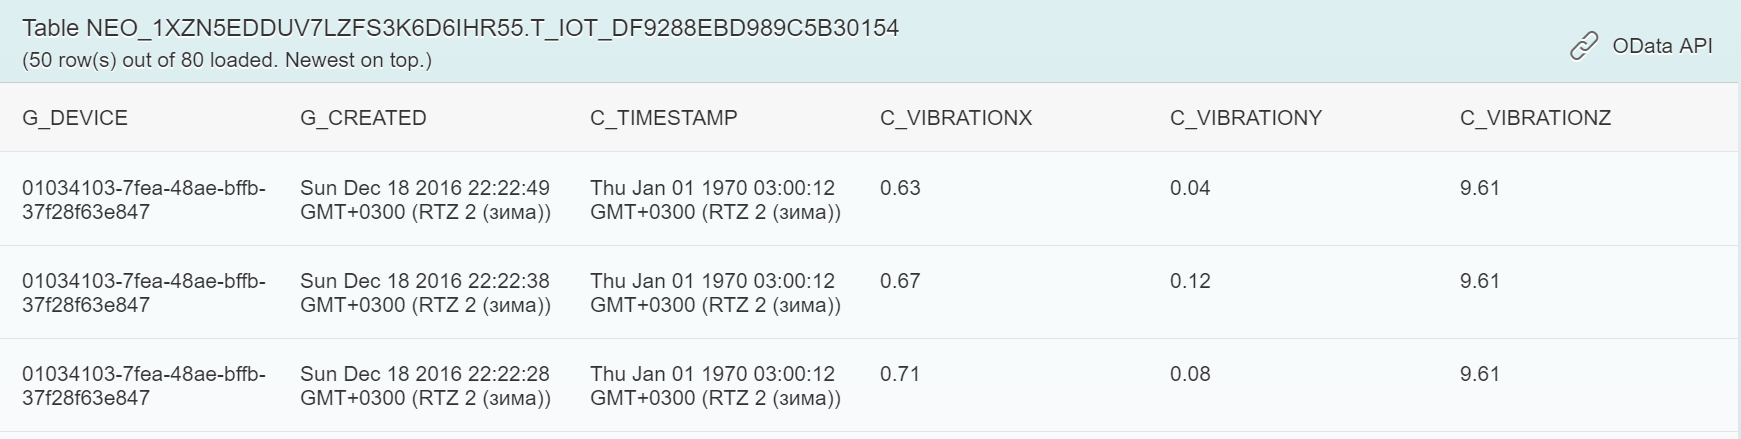 Table NEO_1XZN5EDDUV7LZFS3K6D6IHR55.T_IOT_DF9288EBD989C5B30154
(50 row(s) out of 80 loaded. Newest on top.)
OData API
G_DEVICE G_CREATED C_TIMESTAMP C_VIBRATIONX C_VIBRATIONY C_VIBRATIONZ
01034103-7fea-48ae-bffb- Sun Dec 18 2016 22:22:49 Thu Jan 01 1970 03:00:12 0.63 0.04 9.61
37f28f63e847 GMT+0300 (RTZ 2 (зима)) GMT+0300 (RTZ 2 (зима))
01034103-7fea-48ae-bffb- Sun Dec 18 2016 22:22:38 Thu Jan 01 1970 03:00:12 0.67 0.12 9.61
37f28f63e847 GMT+0300 (RTZ 2 (зима)) GMT+0300 (RTZ 2 (зима))
01034103-7fea-48ae-bffb- Sun Dec 18 2016 22:22:28 Thu Jan 01 1970 03:00:12 0.71 0.08 9.61
37f28f63e847 GMT+0300 (RTZ 2 (зима)) GMT+0300 (RTZ 2 (зима))